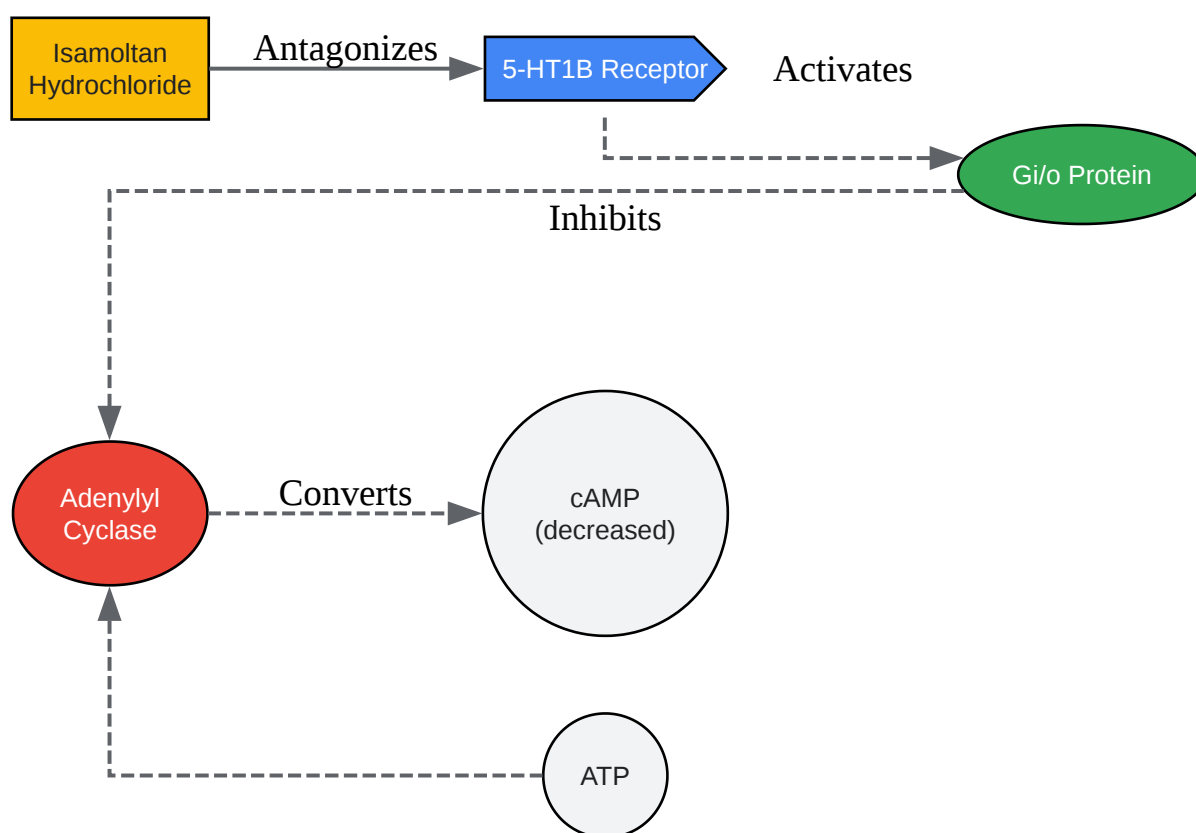 Isamoltan
Hydrochloride
Antagonizes
5-HT1B Receptor
Activates
Gi/o Protein
Inhibits
Adenylyl
Cyclase
Converts
cAMP
(decreased)
ATP